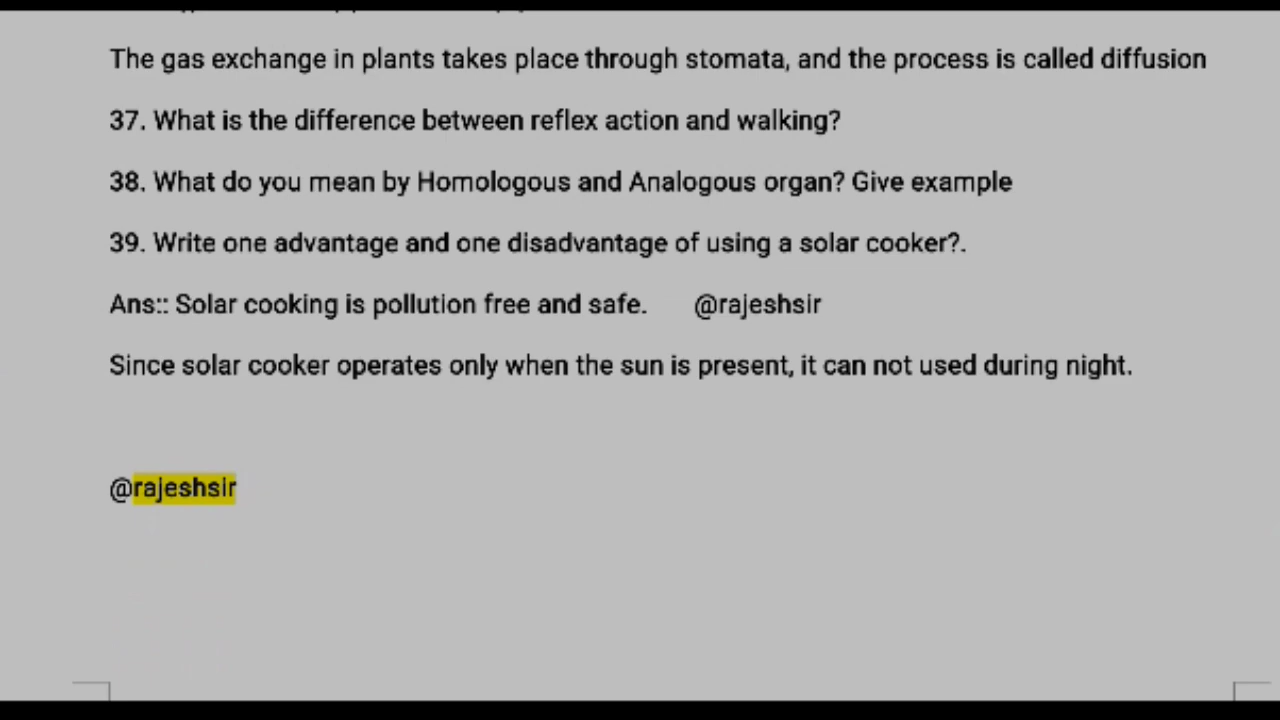 The gas exchange in plants takes place through stomata, and the process is called diffusion
37. What is the difference between reflex action and walking?
38. What do you mean by Homologous and Analogous organ? Give example
39. Write one advantage and one disadvantage of using a solar cooker?.
Ans:: Solar cooking is pollution free and safe. @rajeshsir
Since solar cooker operates only when the sun is present, it can not used during night.
@rajeshsir